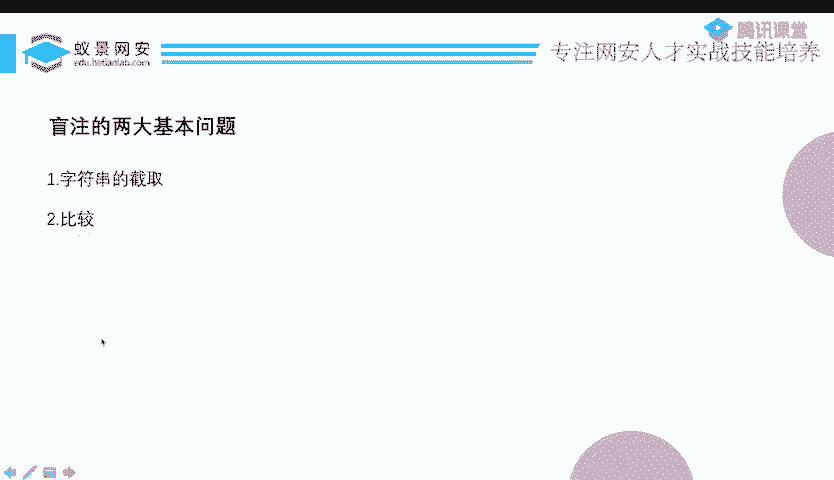 蚁景网安
edu.hetianlab.com
腾讯课堂
专注网安人才实战技能培养
盲注的两大基本问题
1.字符串的截取
2.比较